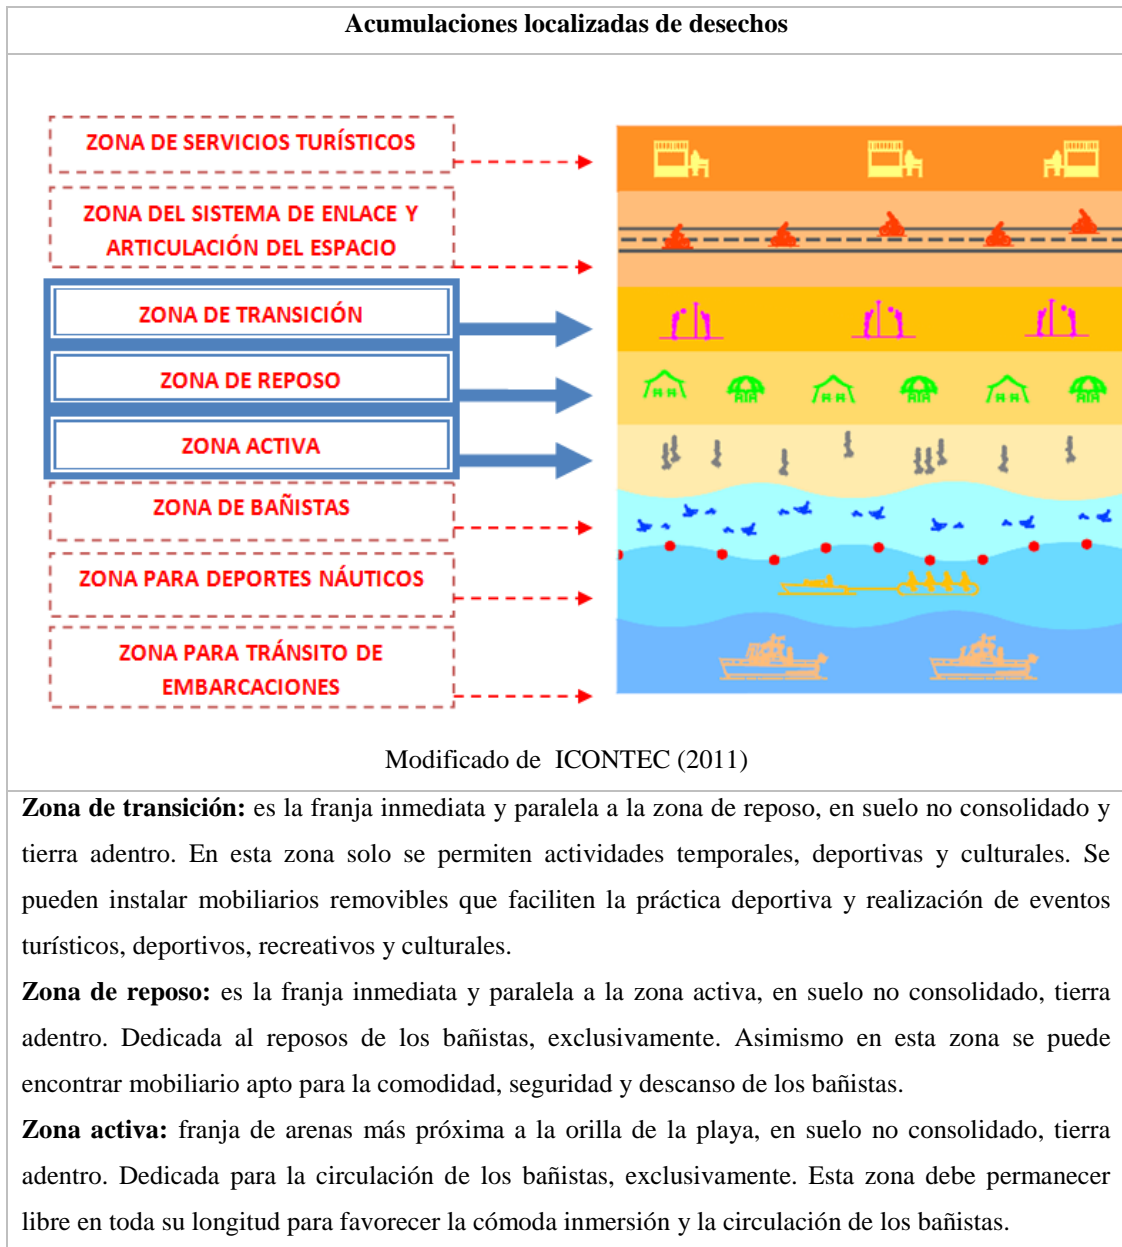 Acumulaciones localizadas de desechos
ZONA DE SERVICIOS TURÍSTICOS
ZONA DEL SISTEMA DE ENLACE Y
ARTICULACIÓN DEL ESPACIO
ZONA DE TRANSICIÓN
ZONA DE REPOSO
ZONA ACTIVA
ZONA DE BAÑISTAS
ZONA PARA DEPORTES NÁUTICOS
ZONA PARA TRÁNSITO DE
EMBARCACIONES
Modificado de ICONTEC (2011)
Zona de transición: es la franja inmediata y paralela a la zona de reposo, en suelo no consolidado y
tierra adentro. En esta zona solo se permiten actividades temporales, deportivas y culturales. Se
pueden instalar mobiliarios removibles que faciliten la práctica deportiva y realización de eventos
turísticos, deportivos, recreativos y culturales.
Zona de reposo: es la franja inmediata y paralela a la zona activa, en suelo no consolidado, tierra
adentro. Dedicada al reposos de los bañistas, exclusivamente. Asimismo en esta zona se puede
encontrar mobiliario apto para la comodidad, seguridad y descanso de los bañistas.
Zona activa: franja de arenas más próxima a la orilla de la playa, en suelo no consolidado, tierra
adentro. Dedicada para la circulación de los bañistas, exclusivamente. Esta zona debe permanecer
libre en toda su longitud para favorecer la cómoda inmersión y la circulación de los bañistas.